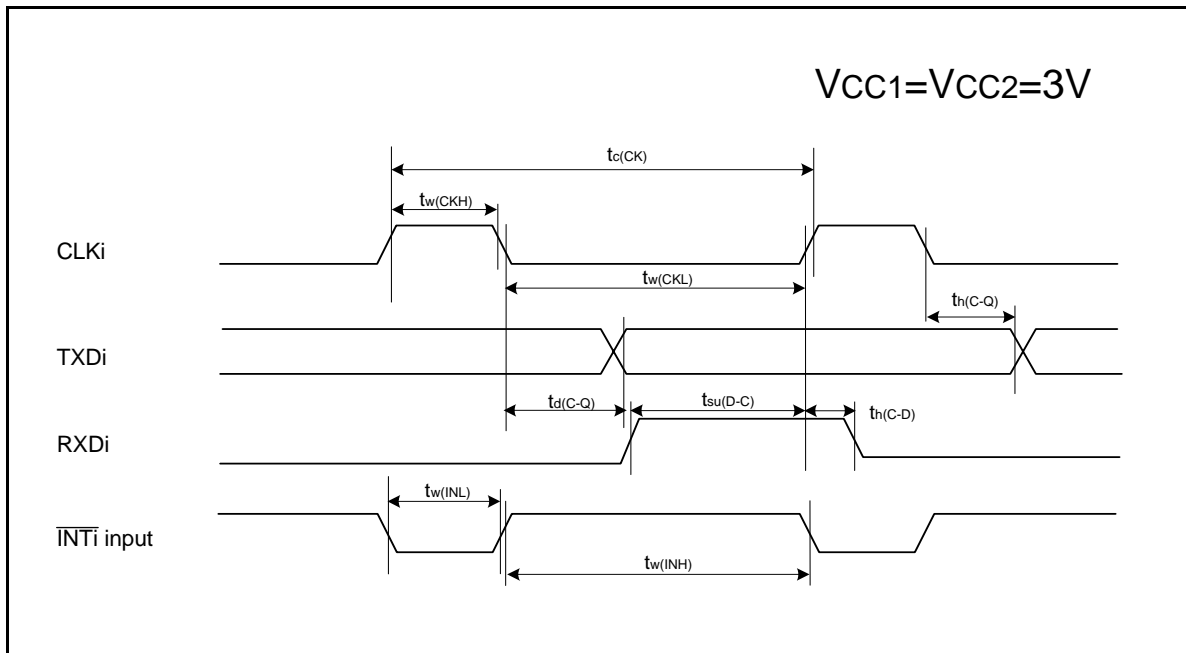 VCC1=VCC2=3V
tc(CK)
tw(CKH)
CLKi
tw(CKL)
th(C-Q)
TXDi
td(C-Q)
tsu(D-C)
th(C-D)
RXDi
tw(INL)
INTi input
tw(INH)